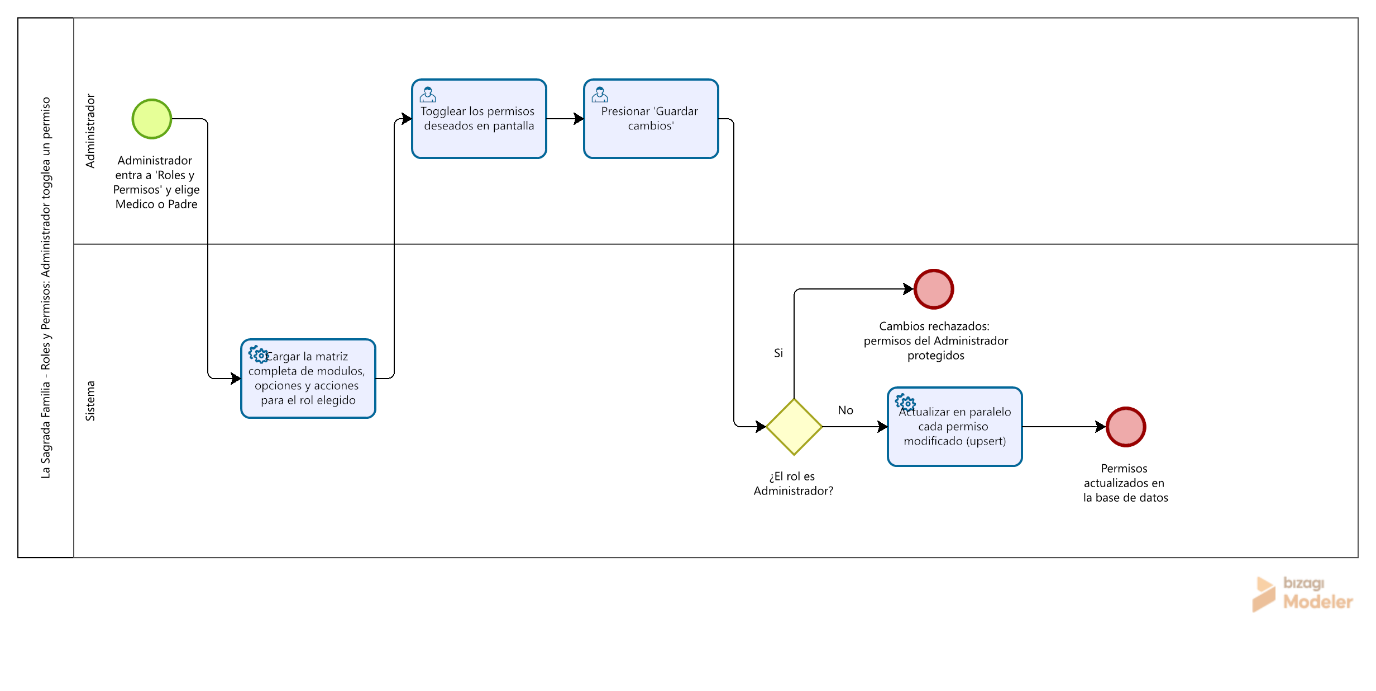 La Sagrada Familia - Roles y Permisos: Administrador togglea un permiso
Administrador
Administrador
entra a 'Roles y
Permisos' y elige
Medico o Padre
Togglear los permisos
deseados en pantalla
Presionar 'Guardar
cambios'
Sistema
Cargar la matriz
completa de modulos,
opciones y acciones
para el rol elegido
¿El rol es
Administrador?
Si
Cambios rechazados:
permisos del Administrador
protegidos
No
Actualizar en paralelo
cada permiso
modificado (upsert)
Permisos
actualizados en
la base de datos
bizagi
Modeler